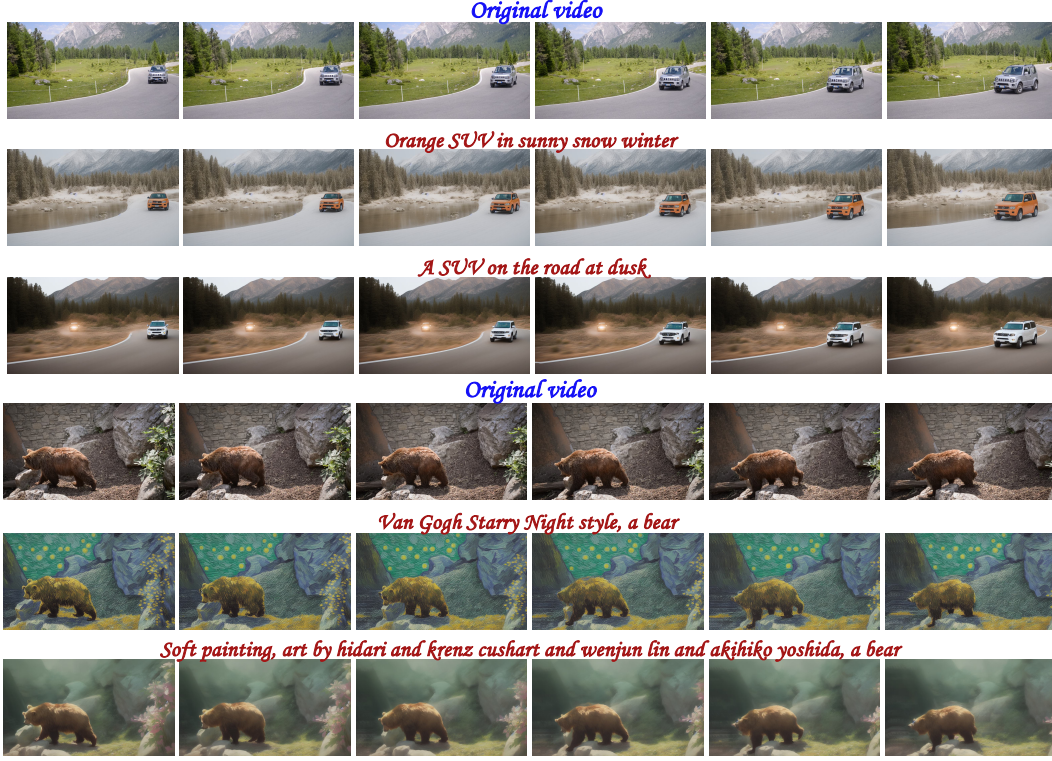 Original video
Orange SUV in sunny snow winter
A SUV on the road at dusk
Original video
Van Gogh Starry Night style, a bear
Soft painting, art by hidari and krenz cushart and wenjun lin and akihiko yoshida, a bear